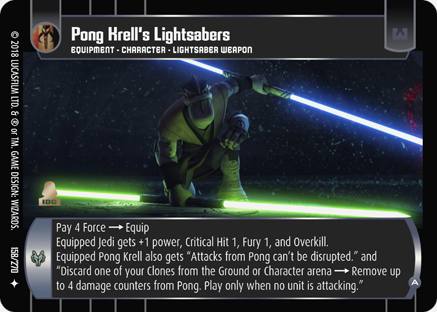 Pong Krell's Lightsabers
EQUIPMENT - CHARACTER - LIGHTSABER WEAPON
IDC
Pay 4 Force → Equip
Equipped Jedi gets +1 power, Critical Hit 1, Fury 1, and Overkill.
Equipped Pong Krell also gets "Attacks from Pong can't be disrupted." and
"Discard one of your Clones from the Ground or Character arena → Remove up
to 4 damage counters from Pong. Play only when no unit is attacking."
A
© 2018 LUCASFILM LTD. & ® or TM. GAME DESIGN, WIZARDS.
158/270